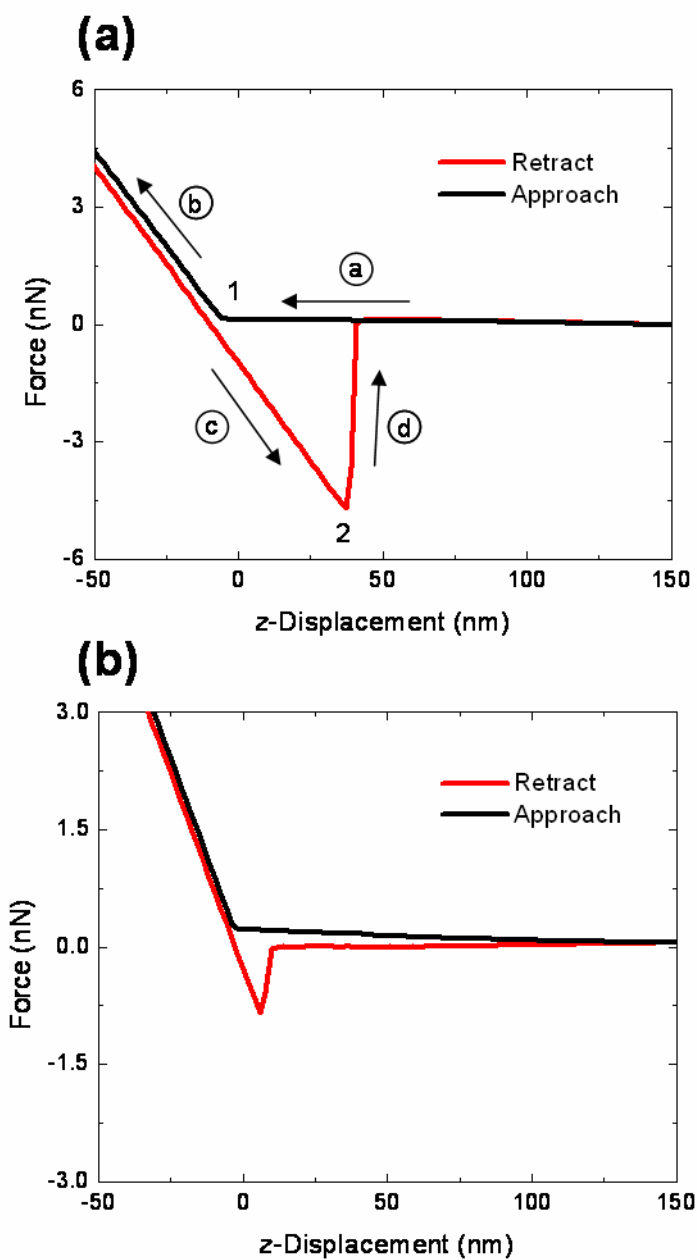 (a)
6
3
0
-3
-6
Force (nN)
Retract
Approach
b
1
a
c
d
2
-50 0 50 100 150
z-Displacement (nm)
(b)
3.0
1.5
0.0
-1.5
-3.0
Force (nN)
Retract
Approach
-50 0 50 100 150
z-Displacement (nm)